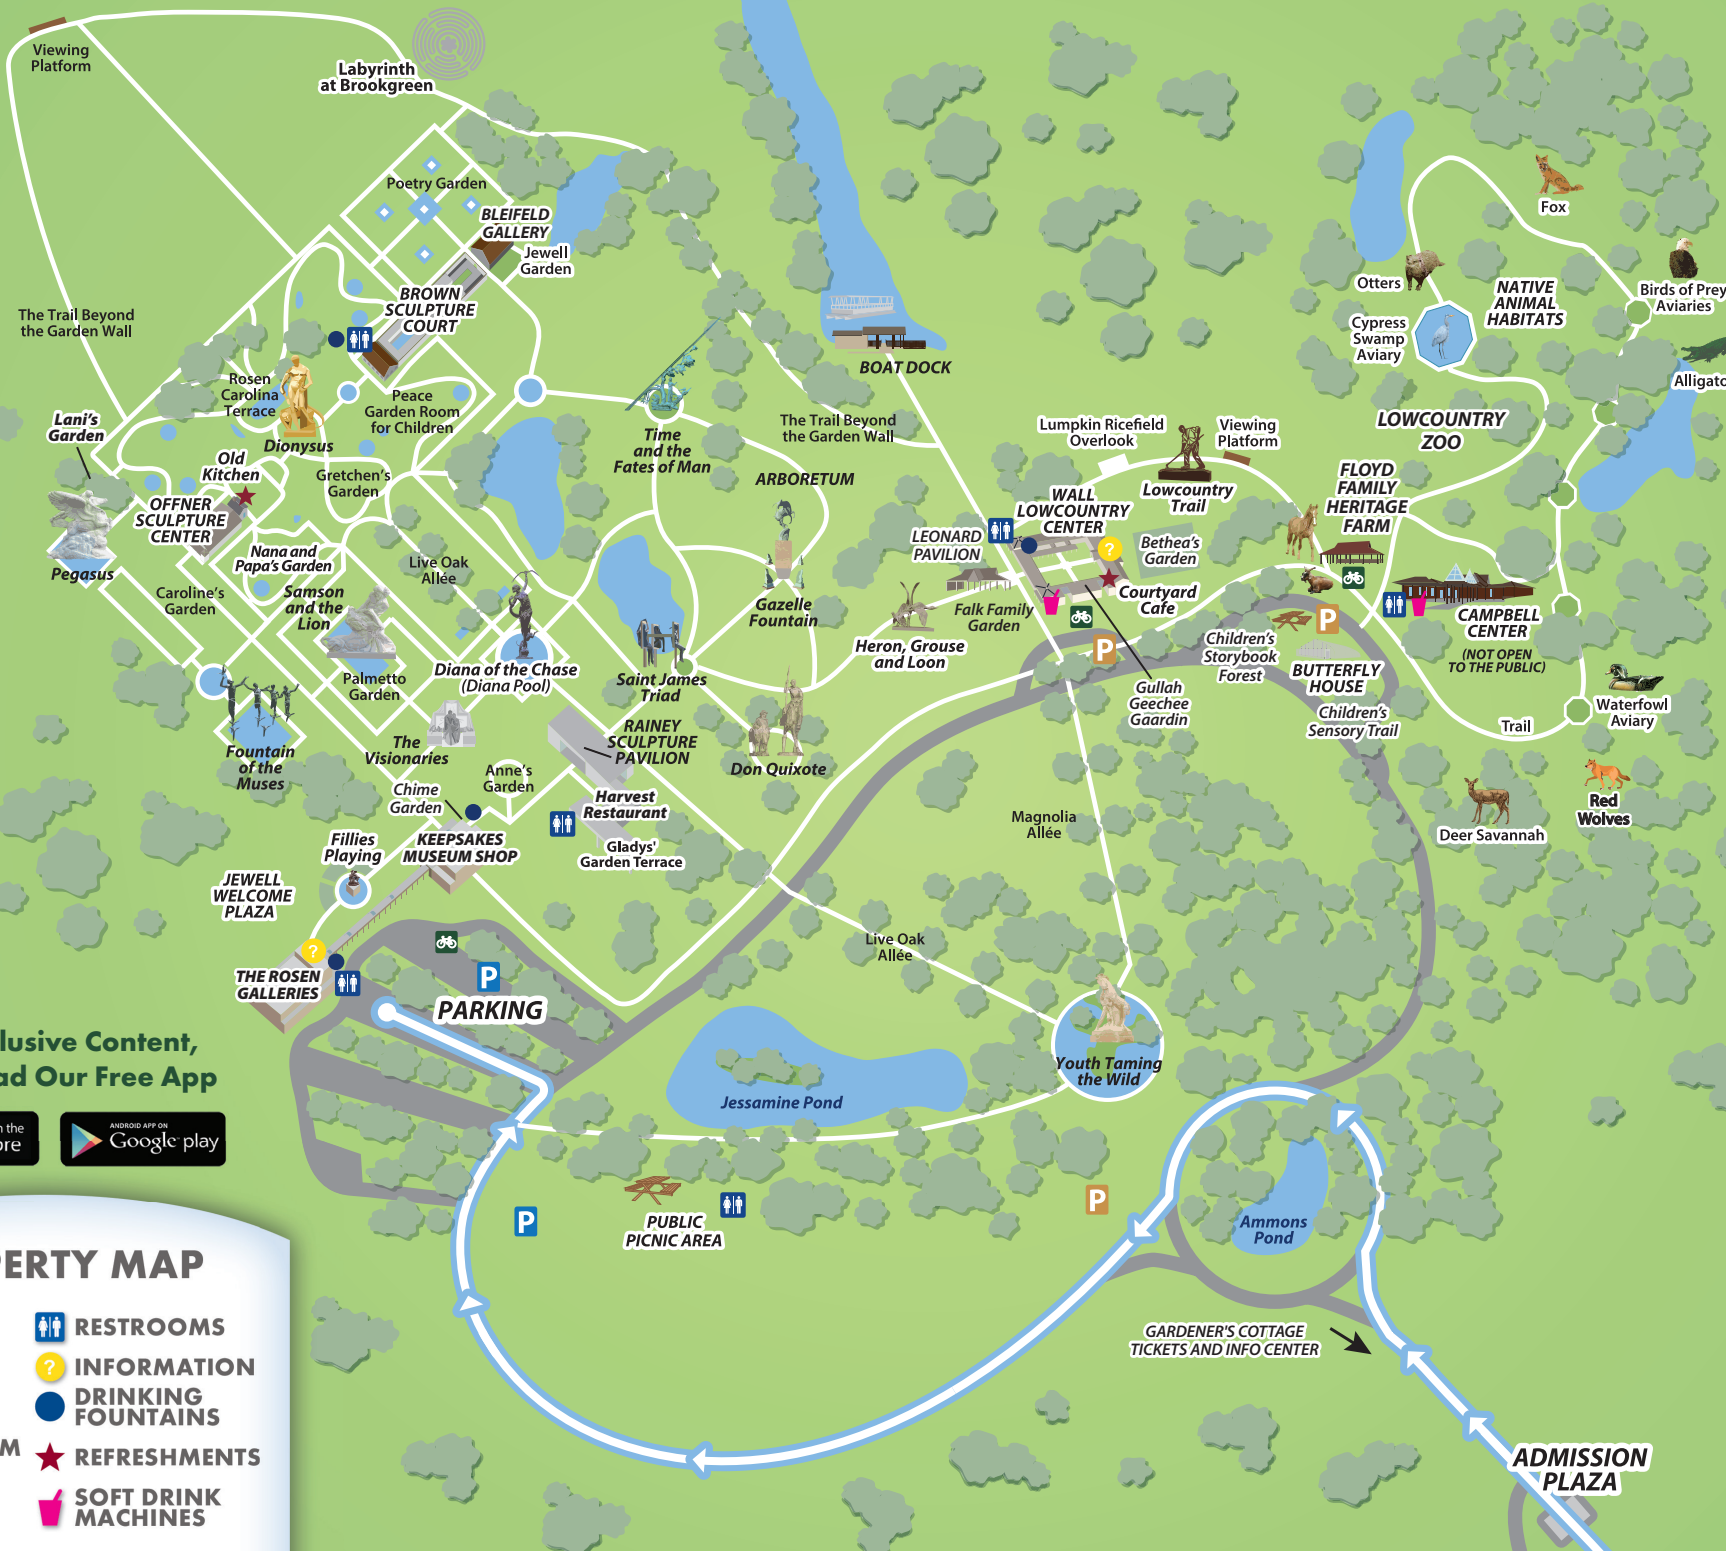 Viewing
Platform
Labyrinth
at Brookgreen
Poetry Garden
BLEIFELD
GALLERY
Jewell
Garden
BROWN
SCULPTURE
COURT
The Trail Beyond
the Garden Wall
Rosen
Carolina
Terrace
Dionysus
Peace
Garden Room
for Children
Lani's
Garden
Old
Kitchen
Gretchen's
Garden
OFFNER
SCULPTURE
CENTER
Pegasus
Nana and
Papa's Garden
Caroline's
Garden
Samson
and the
Lion
Live Oak
Allée
Palmetto
Garden
Diana of the Chase
(Diana Pool)
Fountain
of the
Muses
The
Visionaries
Anne's
Garden
Chime
Garden
RAINEY
SCULPTURE
PAVILION
Harvest
Restaurant
Gladys'
Garden Terrace
KEEPSAKES
MUSEUM SHOP
Fillies
Playing
JEWELL
WELCOME
PLAZA
?
THE ROSEN
GALLERIES
P
PARKING
Time
and the
Fates of Man
ARBORETUM
The Trail Beyond
the Garden Wall
BOAT DOCK
Gazelle
Fountain
Saint James
Triad
Don Quixote
Heron, Grouse
and Loon
LEONARD
PAVILION
Falk Family
Garden
WALL
LOWCOUNTRY
CENTER
?
Bethea's
Garden
Courtyard
Cafe
Gullah
Geechee
Gaardin
P
Lumpkin Ricefield
Overlook
Viewing
Platform
Lowcountry
Trail
FLOYD
FAMILY
HERITAGE
FARM
LOWCOUNTRY
ZOO
Fox
Otters
NATIVE
ANIMAL
HABITATS
Cypress
Swamp
Aviary
Birds of Prey
Aviaries
Alligato
CAMPBELL
CENTER
(NOT OPEN
TO THE PUBLIC)
P
Children's
Storybook
Forest
BUTTERFLY
HOUSE
Children's
Sensory Trail
Trail
Waterfowl
Aviary
Deer Savannah
Red
Wolves
Magnolia
Allée
Live Oak
Allée
Youth Taming
the Wild
Jessamine Pond
P
PUBLIC
PICNIC AREA
P
Ammons
Pond
GARDENER'S COTTAGE
TICKETS AND INFO CENTER
ADMISSION
PLAZA
lusive Content,
ad Our Free App
n the
ore
ANDROID APP ON
Google play
PERTY MAP
RESTROOMS
? INFORMATION
DRINKING
FOUNTAINS
M
REFRESHMENTS
SOFT DRINK
MACHINES